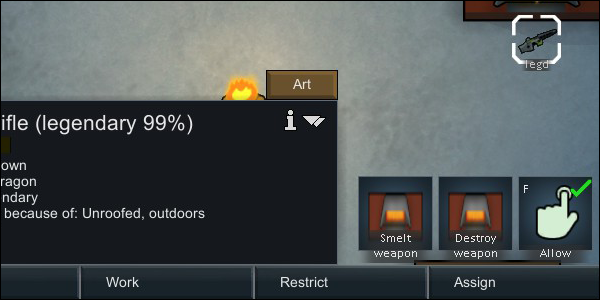 legd
Art
ifle (legendary 99%)
own
ragon
ndary
because of: Unroofed, outdoors
F
Smelt
weapon
Destroy
weapon
Allow
Work
Restrict
Assign